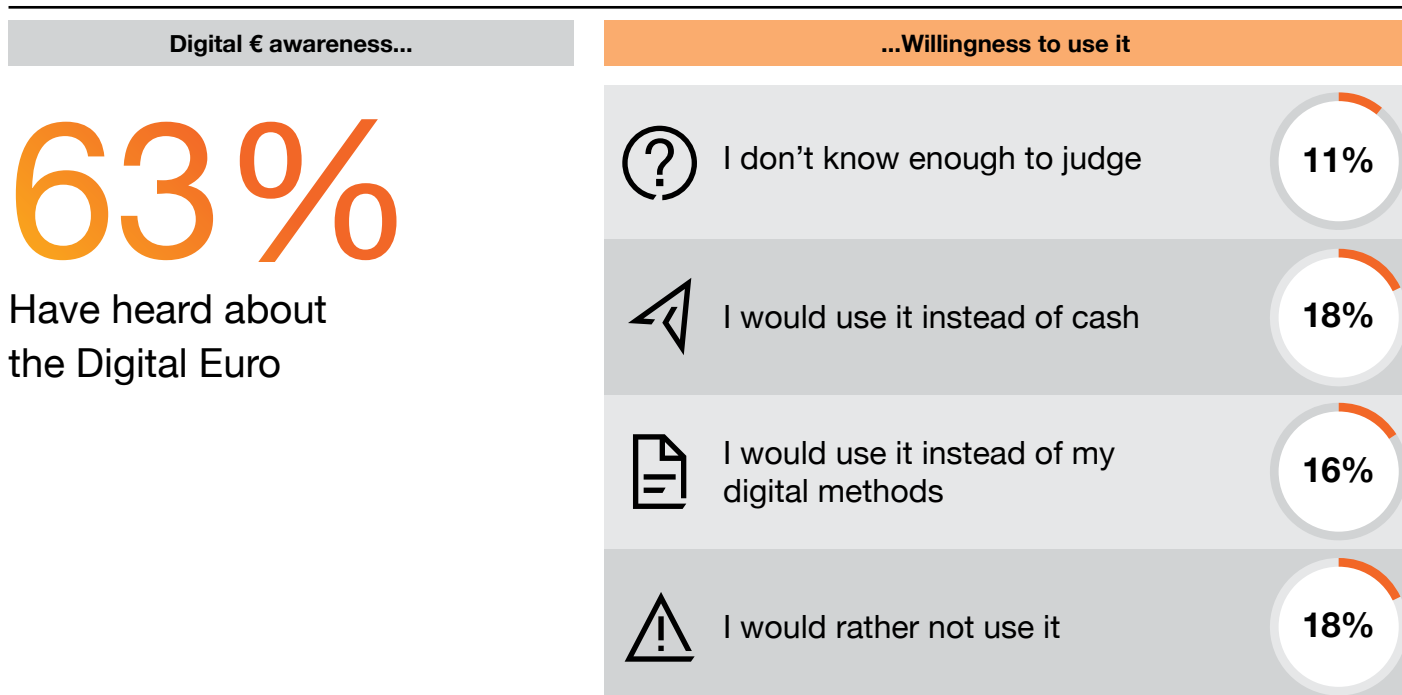 Digital € awareness...
63%
Have heard about
the Digital Euro
...Willingness to use it
I don’t know enough to judge
11%
I would use it instead of cash
18%
I would use it instead of my
digital methods
16%
I would rather not use it
18%